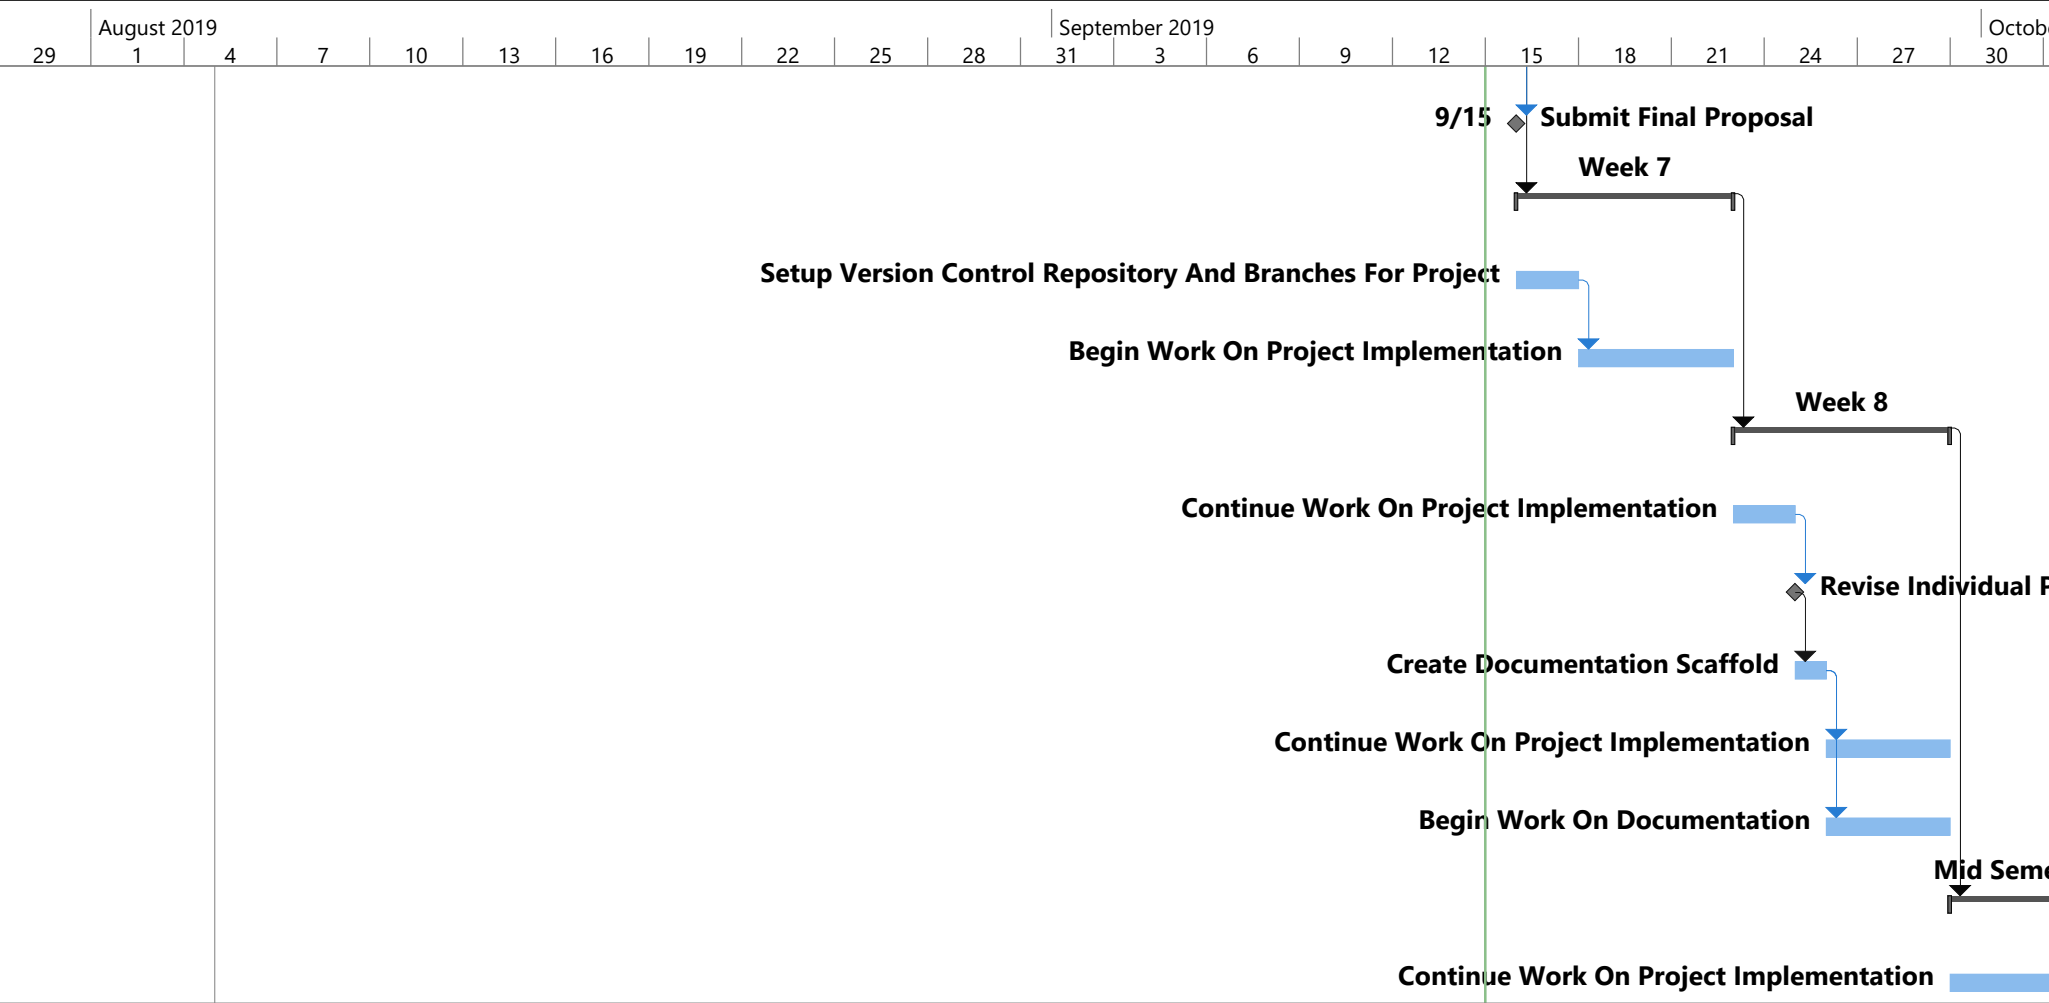 August 2019 September 2019 Octob
29 1 4 7 10 13 16 19 22 25 28 31 3 6 9 12 15 18 21 24 27 30
9/15 Submit Final Proposal
Week 7
Setup Version Control Repository And Branches For Project
Begin Work On Project Implementation
Week 8
Continue Work On Project Implementation
Revise Individual P
Create Documentation Scaffold
Continue Work On Project Implementation
Begin Work On Documentation
Mid Seme
Continue Work On Project Implementation